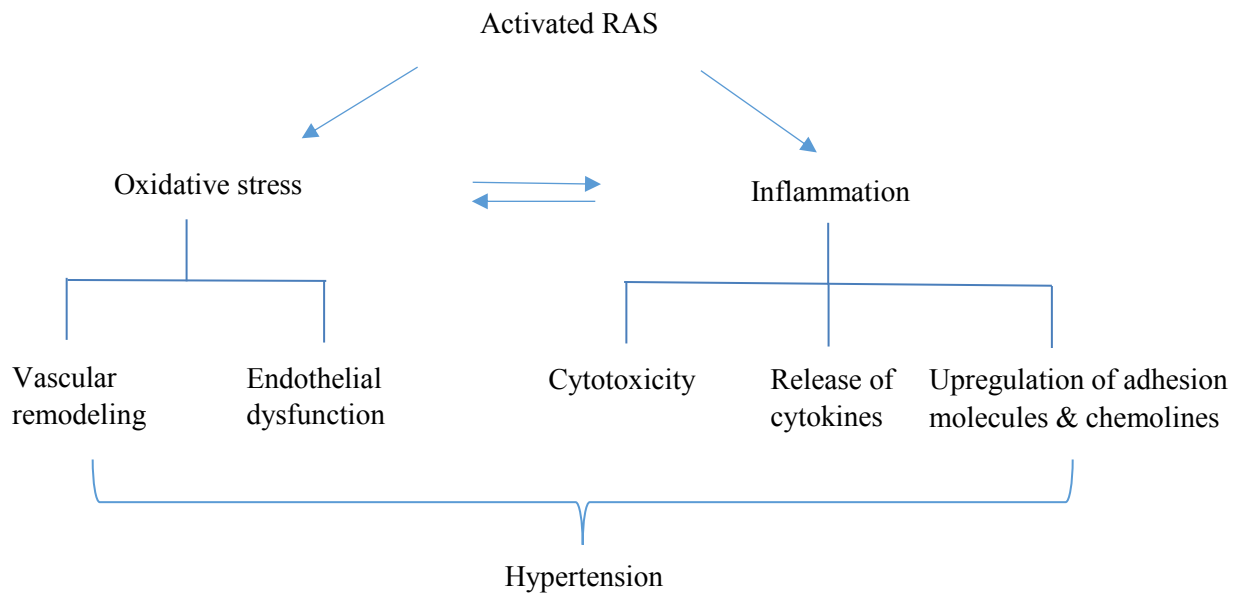 Activated RAS
Oxidative stress
Inflammation
Vascular
remodeling
Endothelial
dysfunction
Cytotoxicity
Release of
cytokines
Upregulation of adhesion
molecules & chemolines
Hypertension